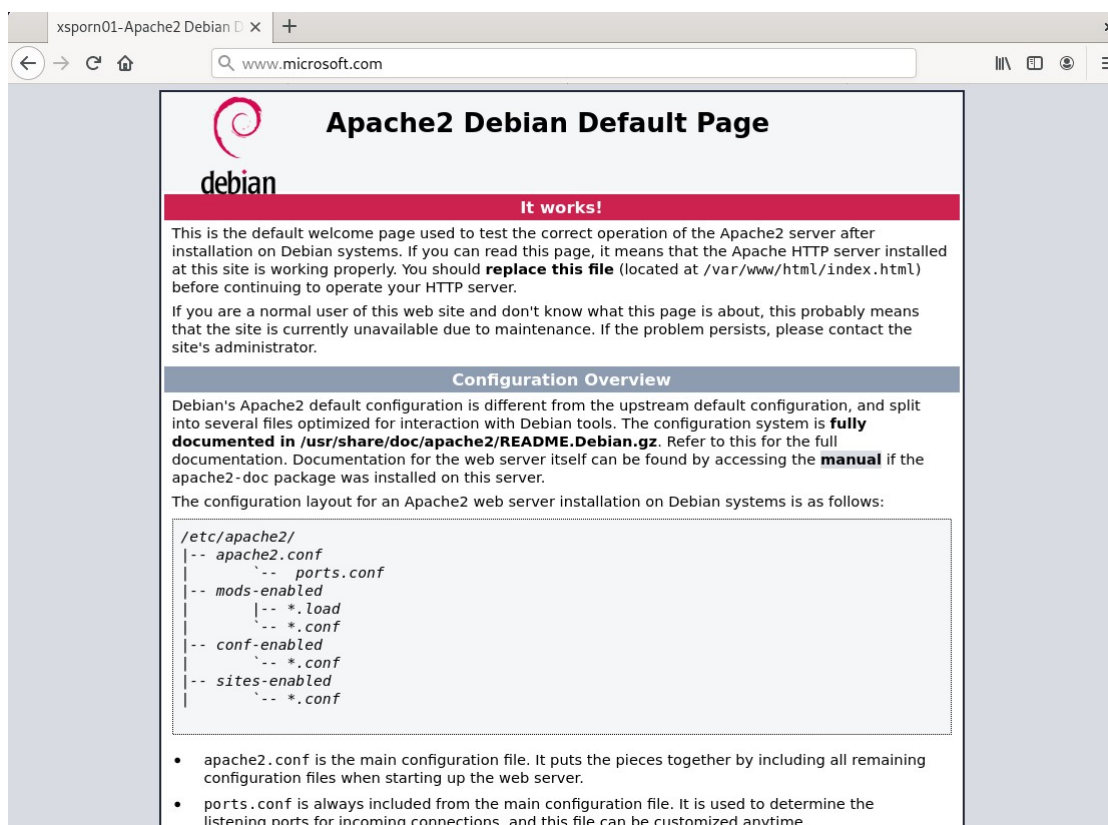 xsporn01-Apache2 Debian D
www.microsoft.com
debian
Apache2 Debian Default Page
It works!
This is the default welcome page used to test the correct operation of the Apache2 server after
installation on Debian systems. If you can read this page, it means that the Apache HTTP server installed
at this site is working properly. You should replace this file (located at /var/www/html/index.html)
before continuing to operate your HTTP server.
If you are a normal user of this web site and don't know what this page is about, this probably means
that the site is currently unavailable due to maintenance. If the problem persists, please contact the
site's administrator.
Configuration Overview
Debian's Apache2 default configuration is different from the upstream default configuration, and split
into several files optimized for interaction with Debian tools. The configuration system is fully
documented in /usr/share/doc/apache2/README.Debian.gz. Refer to this for the full
documentation. Documentation for the web server itself can be found by accessing the manual if the
apache2-doc package was installed on this server.
The configuration layout for an Apache2 web server installation on Debian systems is as follows:
/etc/apache2/
|-- apache2.conf
|       `--  ports.conf
|-- mods-enabled
|       |-- *.load
|       `-- *.conf
|-- conf-enabled
|       `-- *.conf
|-- sites-enabled
|       `-- *.conf
• apache2.conf is the main configuration file. It puts the pieces together by including all remaining
configuration files when starting up the web server.
• ports.conf is always included from the main configuration file. It is used to determine the
listening ports for incoming connections, and this file can be customized anytime.